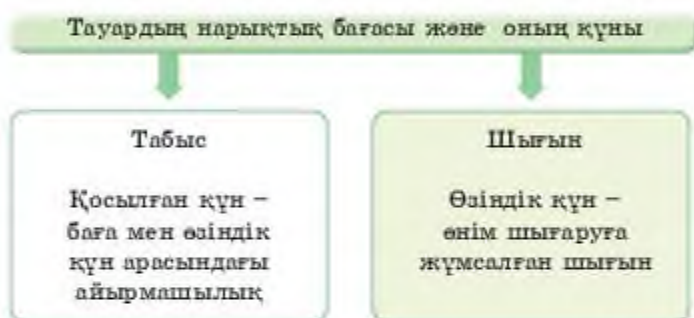 Тауардың нарықтық бағасы және оның құны
Табыс
Қосылған құн –
баға мен өзіндік
құн арасындағы
айырмашылық
Шығын
Өзіндік құн –
өнім шығаруға
жұмсалған шығын